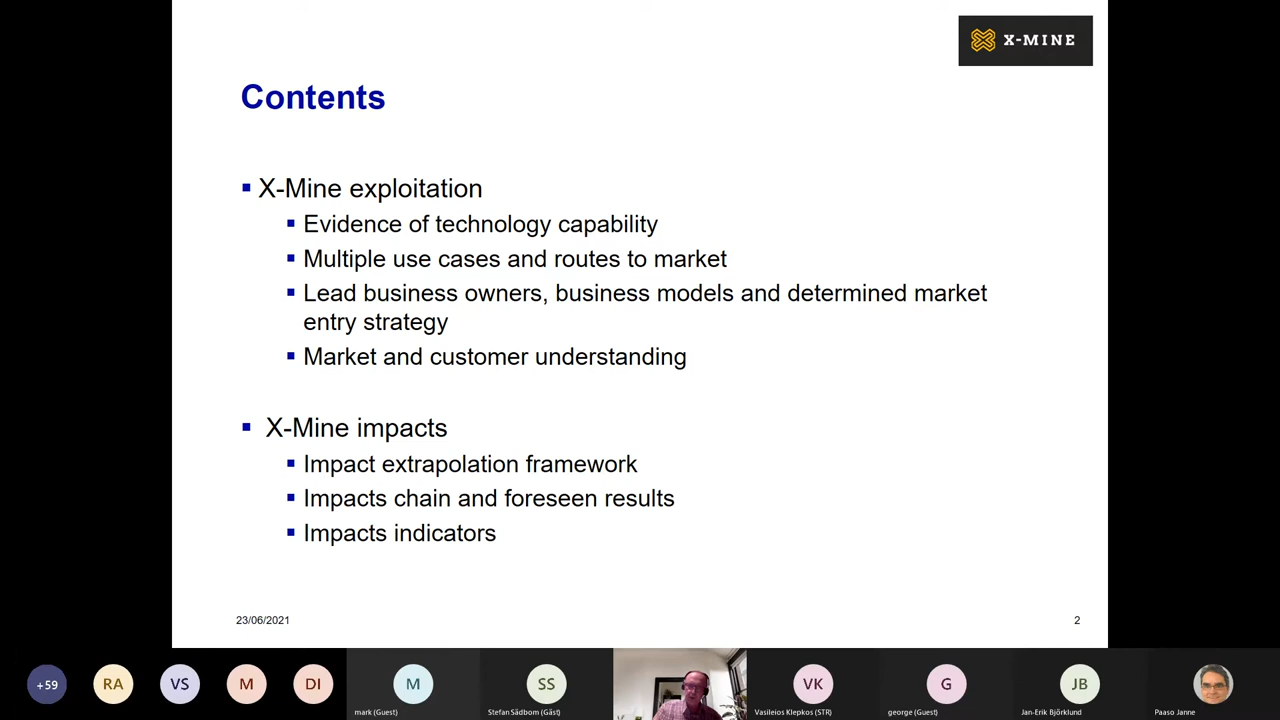 X-MINE
Contents
X-Mine exploitation
Evidence of technology capability
Multiple use cases and routes to market
Lead business owners, business models and determined market
entry strategy
Market and customer understanding
X-Mine impacts
Impact extrapolation framework
Impacts chain and foreseen results
Impacts indicators
23/06/2021
2
+59
RA
VS
M
DI
M
SS
VK
G
JB
mark (Guest)
Stefan Sädbom (Gäst)
Vasileios Klepkos (STR)
george (Guest)
Jan-Erik Björklund
Paaso Janne